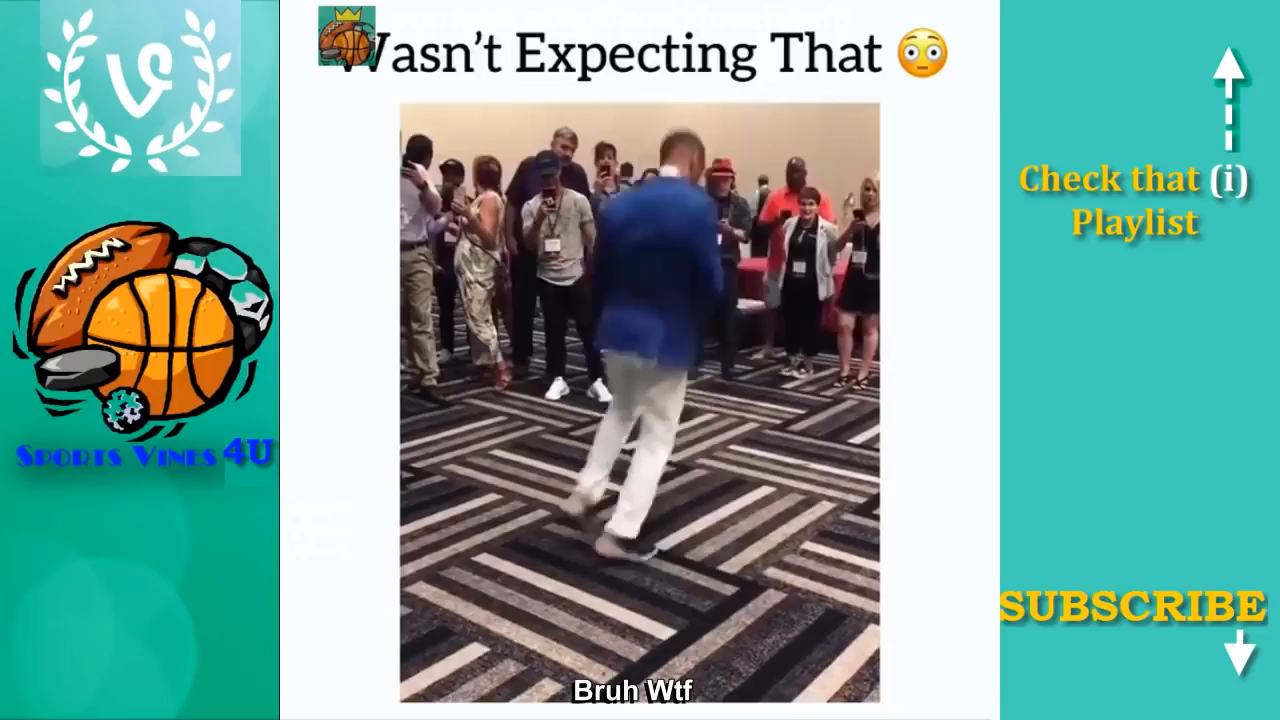 Wasn't Expecting That 😳
Check that (i)
Playlist
SPORTS VINES 4U
SUBSCRIBE
Bruh Wtf